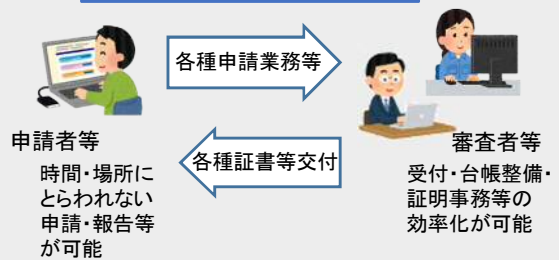 各種申請業務等
申請者等
審査者等
各種証書等交付
時間・場所に
とらわれない
申請・報告等
が可能
受付・台帳整備・
証明事務等の
効率化が可能